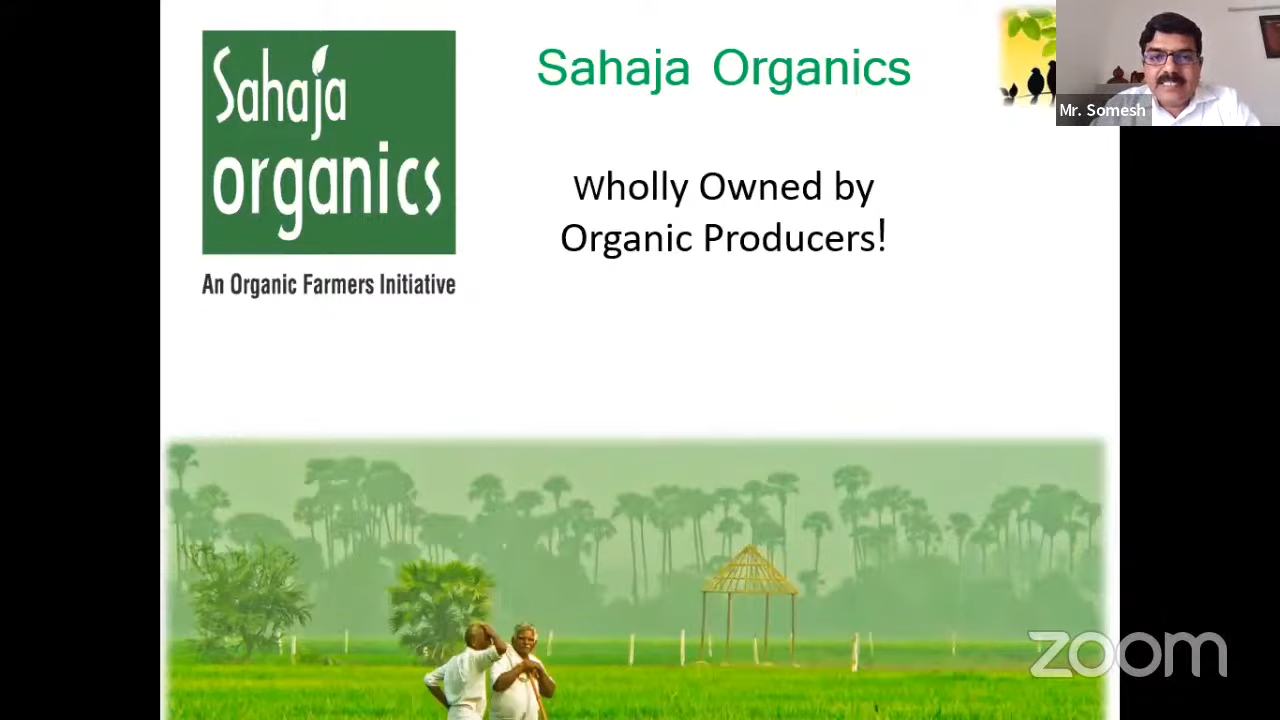 Sahaja
organics
An Organic Farmers Initiative
Sahaja Organics
Wholly Owned by
Organic Producers!
Mr. Somesh
zoom